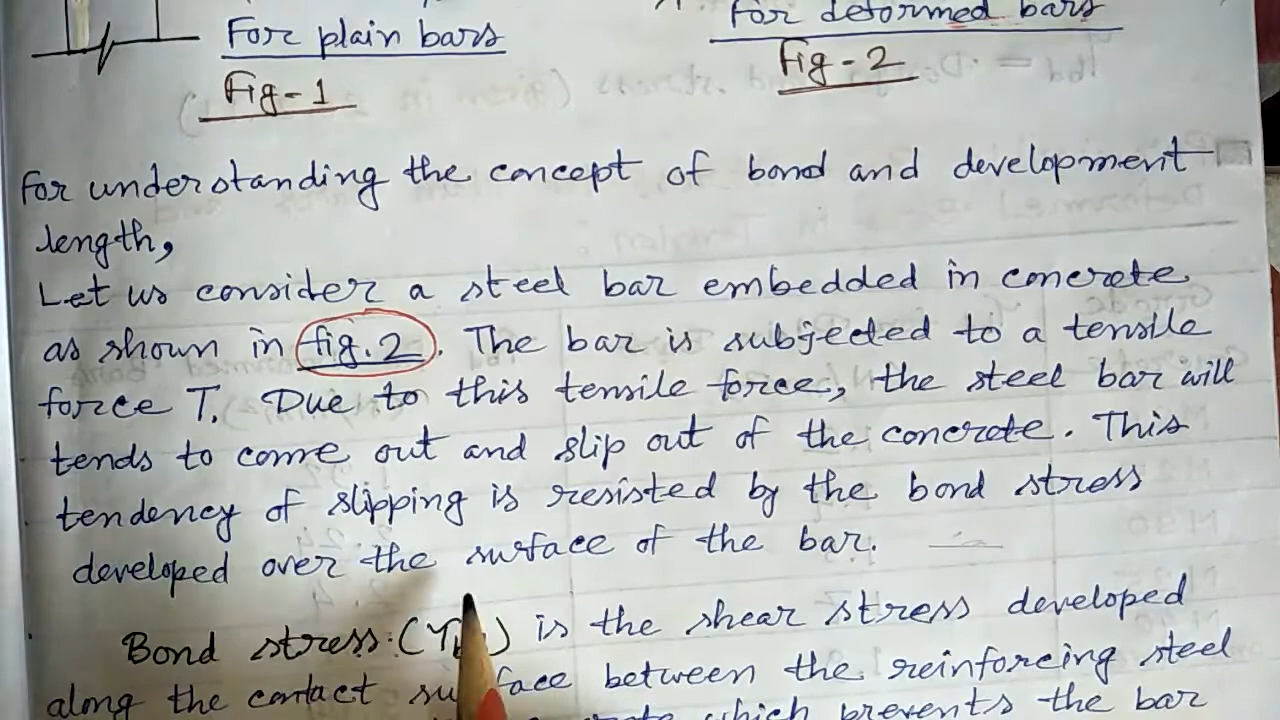 For plain bars
Fig-1
For deformed bars
Fig-2
For understanding the concept of bond and development
length,
Let us consider a steel bar embedded in concrete
as shown in fig.2. The bar is subjected to a tensile
force T. Due to this tensile force, the steel bar will
tends to come out and slip out of the concrete. This
tendency of slipping is resisted by the bond stress
developed over the surface of the bar.
Bond stress: is the shear stress developed
along the contact surface between the reinforcing steel
which prevents the bar